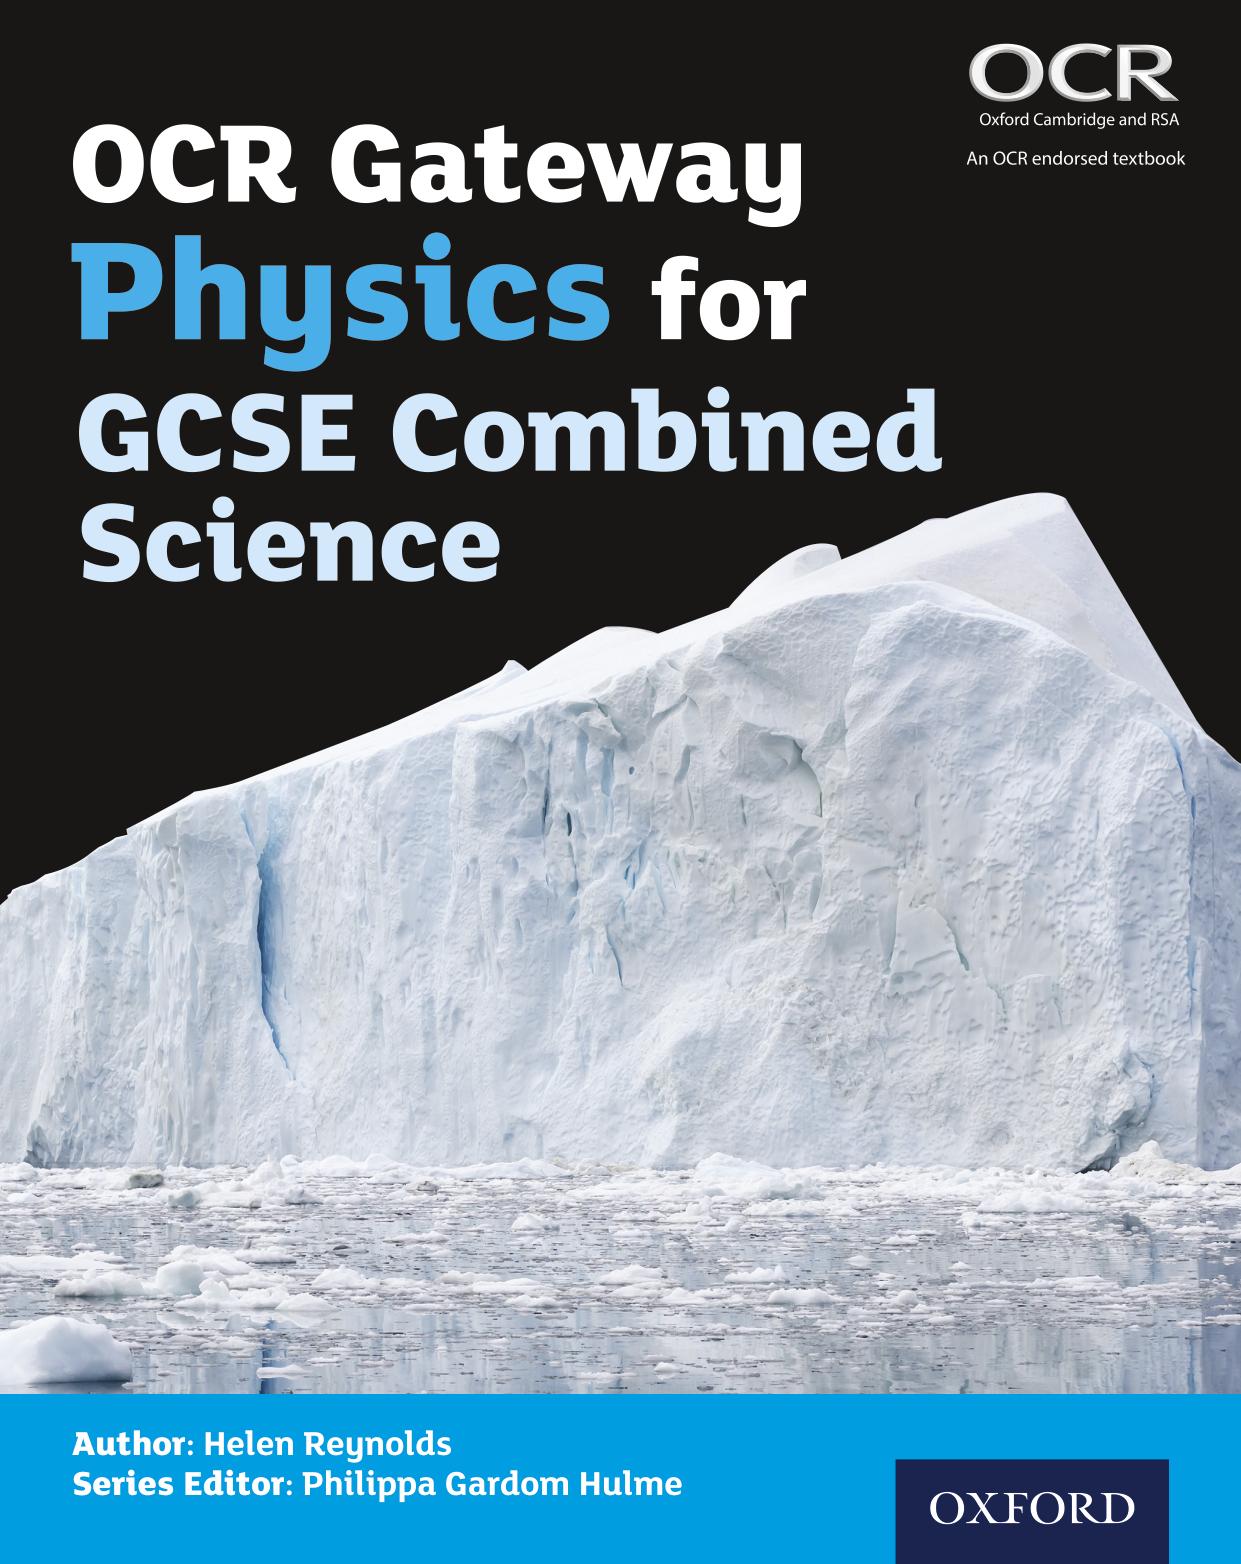 OCR
Oxford Cambridge and RSA
An OCR endorsed textbook
OCR Gateway
Physics for
GCSE Combined
Science
Author: Helen Reynolds
Series Editor: Philippa Gardom Hulme
OXFORD